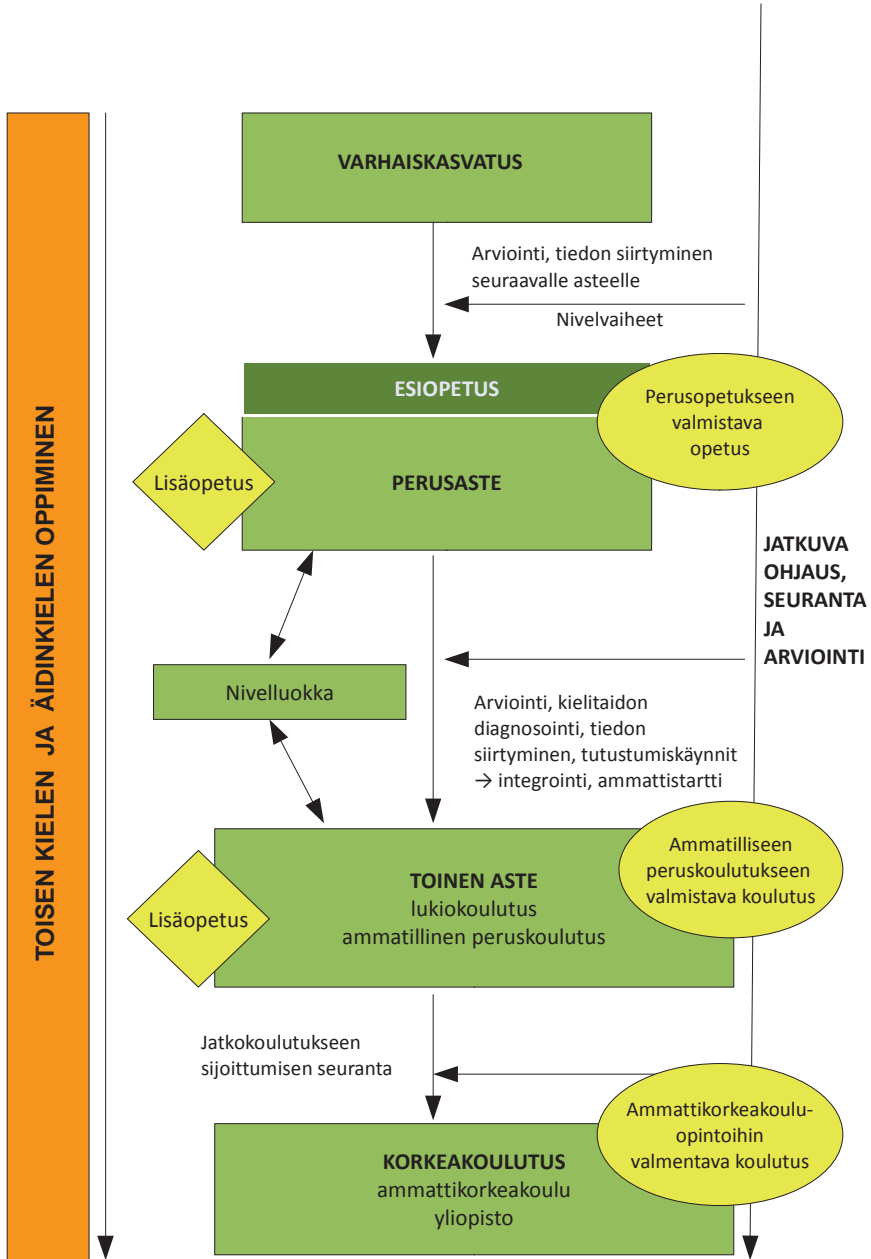 TOISEN KIELEN JA ÄIDINKIELEN OPPIMINEN
VARHAISKASVATUS
Arviointi, tiedon siirtyminen
seuraavalle asteelle
Nivelvaiheet
ESIOPETUS
Perusopetukseen
valmistava
opetus
Lisäopetus
PERUSASTE
JATKUVA
OHJAUS,
SEURANTA
JA
ARVIOINTI
Nivelluokka
Arviointi, kielitaidon
diagnosointi, tiedon
siirtyminen, tutustumiskäynnit
→ integrointi, ammattistartti
Ammatilliseen
peruskoulutukseen
valmistava koulutus
Lisäopetus
TOINEN ASTE
lukiokoulutus
ammatillinen peruskoulutus
Jatkokoulutukseen
sijoittumisen seuranta
Ammattikorkeakoulu-
opintoihin
valmentava koulutus
KORKEAKOULUTUS
ammattikorkeakoulu
yliopisto